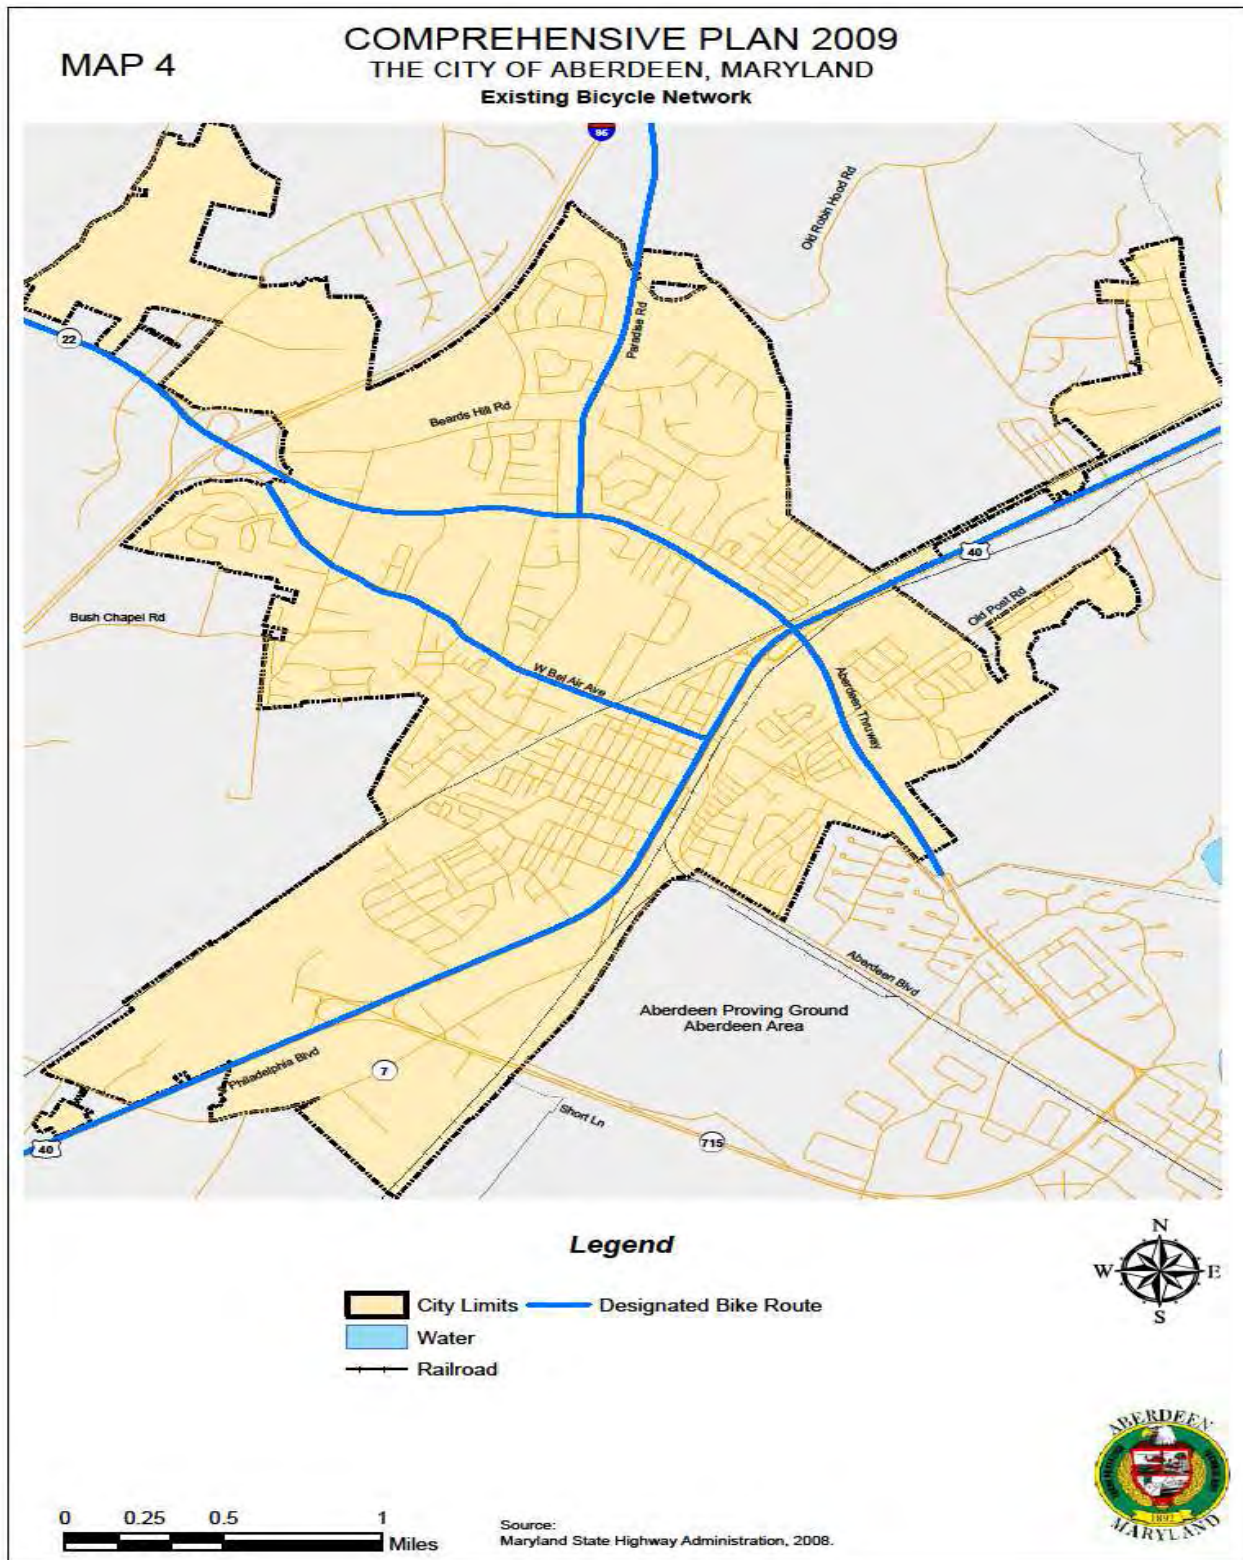 MAP 4
COMPREHENSIVE PLAN 2009
THE CITY OF ABERDEEN, MARYLAND
Existing Bicycle Network
95
Old Robin Hood Rd
22
Paradise Rd
Beards Hill Rd
40
Bush Chapel Rd
Old Post Rd
W Bel Air Ave
Aberdeen Thruway
Aberdeen Blvd
Aberdeen Proving Ground
Aberdeen Area
Philadelphia Blvd
7
Short Ln
715
40
Legend
City Limits
Designated Bike Route
Water
Railroad
N
W
E
S
0 0.25 0.5 1
Miles
Source:
Maryland State Highway Administration, 2008.
ABERDEEN
1892
MARYLAND